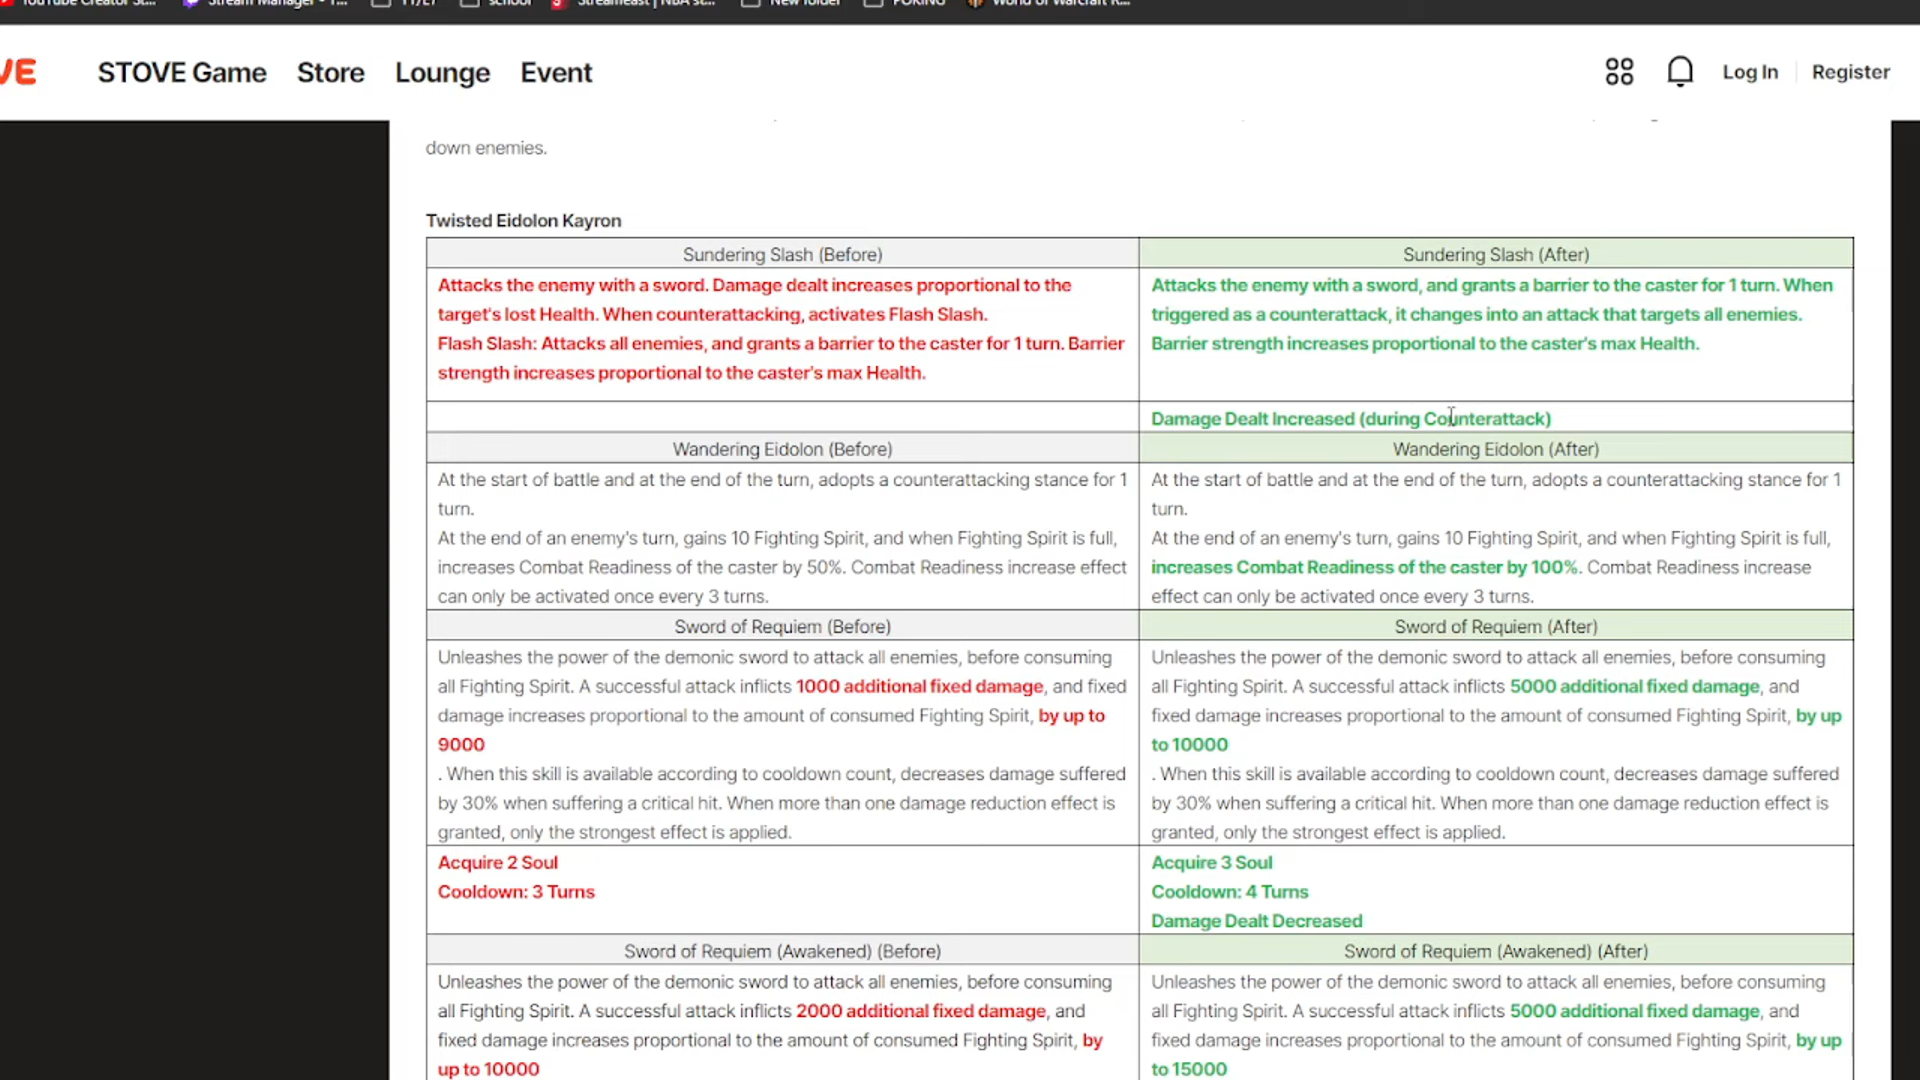 YouTube Creator St...
Stream Manager - T...
school
Streameast | NBA st...
New folder
POKING
World of Warcraft R...
VE
STOVE Game
Store
Lounge
Event
Log In
Register
down enemies.
Twisted Eidolon Kayron
Sundering Slash (Before)
Attacks the enemy with a sword. Damage dealt increases proportional to the
target's lost Health. When counterattacking, activates Flash Slash.
Flash Slash: Attacks all enemies, and grants a barrier to the caster for 1 turn. Barrier
strength increases proportional to the caster's max Health.
Sundering Slash (After)
Attacks the enemy with a sword, and grants a barrier to the caster for 1 turn. When
triggered as a counterattack, it changes into an attack that targets all enemies.
Barrier strength increases proportional to the caster's max Health.
Damage Dealt Increased (during Counterattack)
Wandering Eidolon (Before)
At the start of battle and at the end of the turn, adopts a counterattacking stance for 1
turn.
At the end of an enemy's turn, gains 10 Fighting Spirit, and when Fighting Spirit is full,
increases Combat Readiness of the caster by 50%. Combat Readiness increase effect
can only be activated once every 3 turns.
Wandering Eidolon (After)
At the start of battle and at the end of the turn, adopts a counterattacking stance for 1
turn.
At the end of an enemy's turn, gains 10 Fighting Spirit, and when Fighting Spirit is full,
increases Combat Readiness of the caster by 100%. Combat Readiness increase
effect can only be activated once every 3 turns.
Sword of Requiem (Before)
Unleashes the power of the demonic sword to attack all enemies, before consuming
all Fighting Spirit. A successful attack inflicts 1000 additional fixed damage, and fixed
damage increases proportional to the amount of consumed Fighting Spirit, by up to
9000
. When this skill is available according to cooldown count, decreases damage suffered
by 30% when suffering a critical hit. When more than one damage reduction effect is
granted, only the strongest effect is applied.
Acquire 2 Soul
Cooldown: 3 Turns
Sword of Requiem (After)
Unleashes the power of the demonic sword to attack all enemies, before consuming
all Fighting Spirit. A successful attack inflicts 5000 additional fixed damage, and
fixed damage increases proportional to the amount of consumed Fighting Spirit, by up
to 10000
. When this skill is available according to cooldown count, decreases damage suffered
by 30% when suffering a critical hit. When more than one damage reduction effect is
granted, only the strongest effect is applied.
Acquire 3 Soul
Cooldown: 4 Turns
Damage Dealt Decreased
Sword of Requiem (Awakened) (Before)
Unleashes the power of the demonic sword to attack all enemies, before consuming
all Fighting Spirit. A successful attack inflicts 2000 additional fixed damage, and
fixed damage increases proportional to the amount of consumed Fighting Spirit, by
up to 10000
Sword of Requiem (Awakened) (After)
Unleashes the power of the demonic sword to attack all enemies, before consuming
all Fighting Spirit. A successful attack inflicts 5000 additional fixed damage, and
fixed damage increases proportional to the amount of consumed Fighting Spirit, by up
to 15000